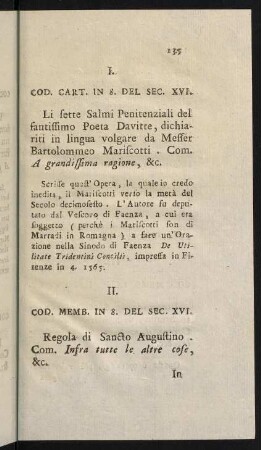 135
I.
COD. CART. IN 8. DEL SEC. XVI.
Li sette Salmi Penitenziali del
santissimo Poeta Davitte, dichia-
riti in lingua volgare da Messer
Bartolommeo Mariscotti. Com.
A grandissima ragione, &c.
Scrisse quest'Opera, la quale io credo
inedita, il Mariscotti verso la metà del
Secolo decimosesto. L'Autore fu depu-
tato dal Vescovo di Faenza, a cui era
soggetto (perchè i Mariscotti son di
Marradi in Romagna) a fare un'Ora-
zione nella Sinodo di Faenza De Uti-
litate Tridentini Concilii, impressa in Fi-
renze in 4. 1565.
II.
COD. MEMB. IN 8. DEL SEC. XVI.
Regola di Sancto Augustino.
Com. Infra tutte le altre cose,
&c.
In